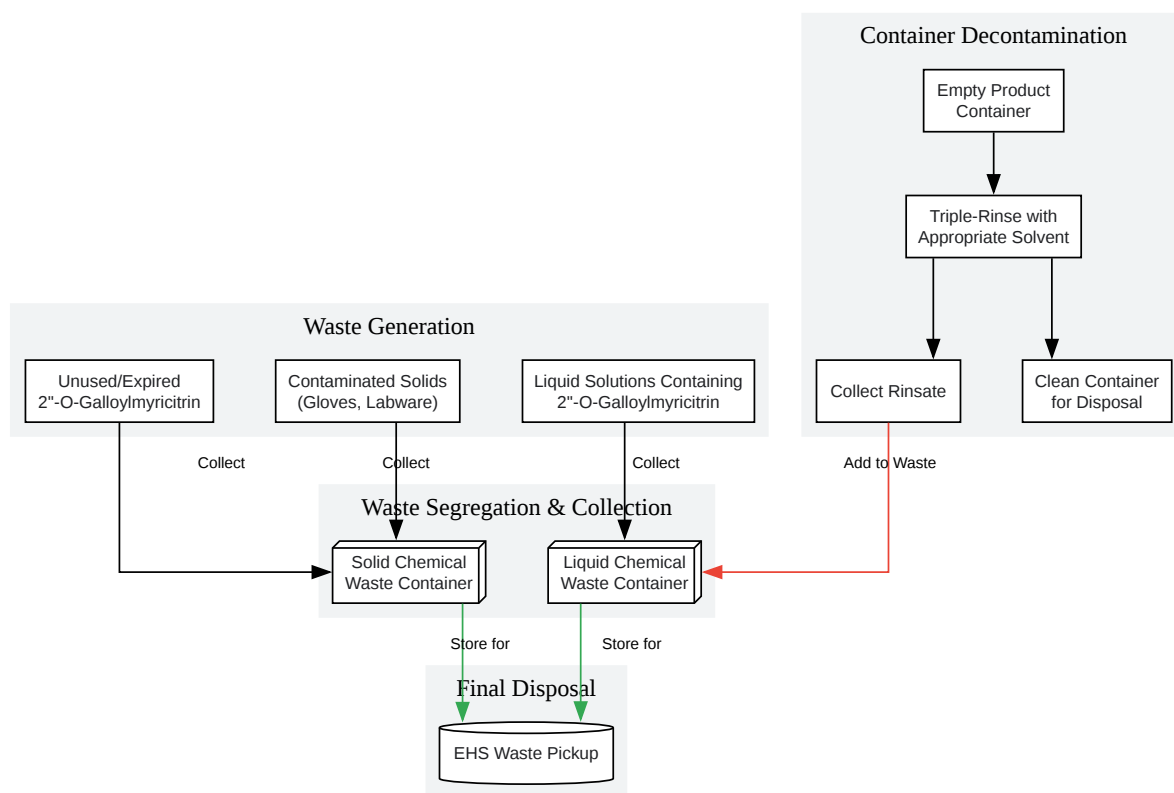 Container Decontamination
Empty Product
Container
Triple-Rinse with
Appropriate Solvent
Waste Generation
Unused/Expired
2"-O-Galloylmyricitrin
Contaminated Solids
(Gloves, Labware)
Liquid Solutions Containing
2"-O-Galloylmyricitrin
Collect Rinsate
Clean Container
for Disposal
Collect
Collect
Collect
Add to Waste
Waste Segregation & Collection
Solid Chemical
Waste Container
Liquid Chemical
Waste Container
Store for
Store for
Final Disposal
EHS Waste Pickup